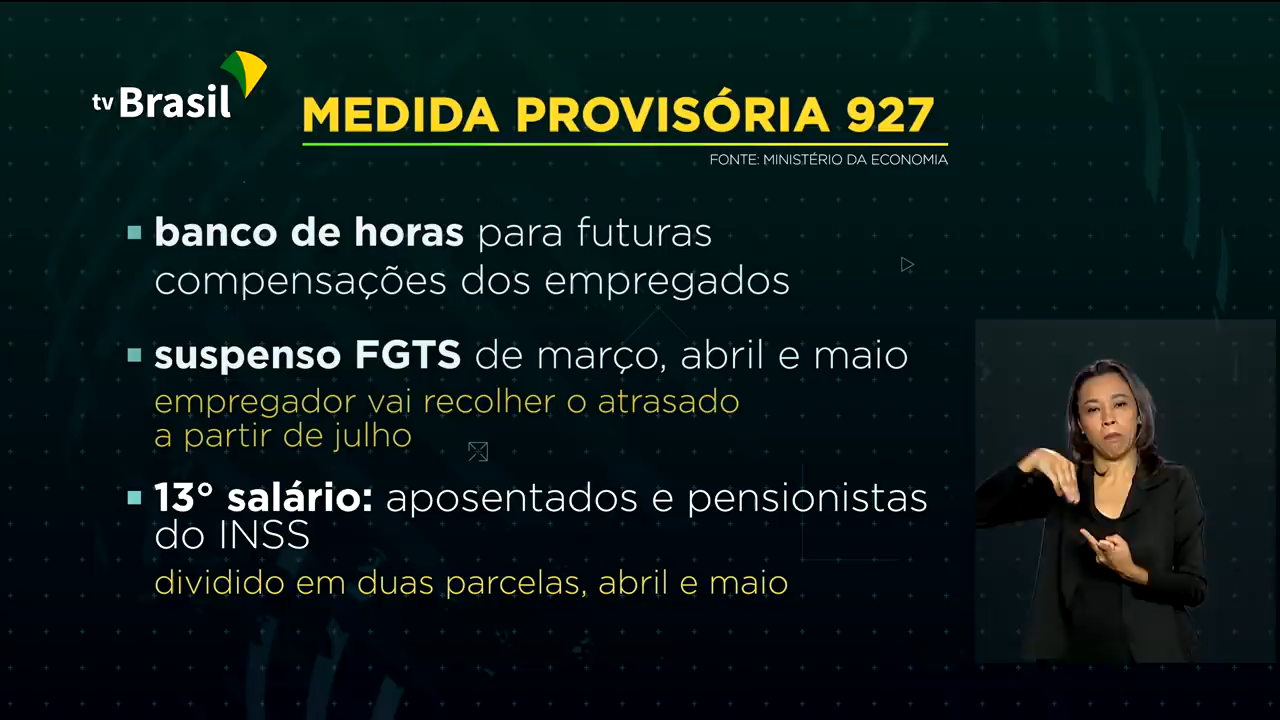 tv Brasil
MEDIDA PROVISÓRIA 927
FONTE: MINISTÉRIO DA ECONOMIA
banco de horas para futuras
compensações dos empregados
suspenso FGTS de março, abril e maio
empregador vai recolher o atrasado
a partir de julho
13° salário: aposentados e pensionistas
do INSS
dividido em duas parcelas, abril e maio